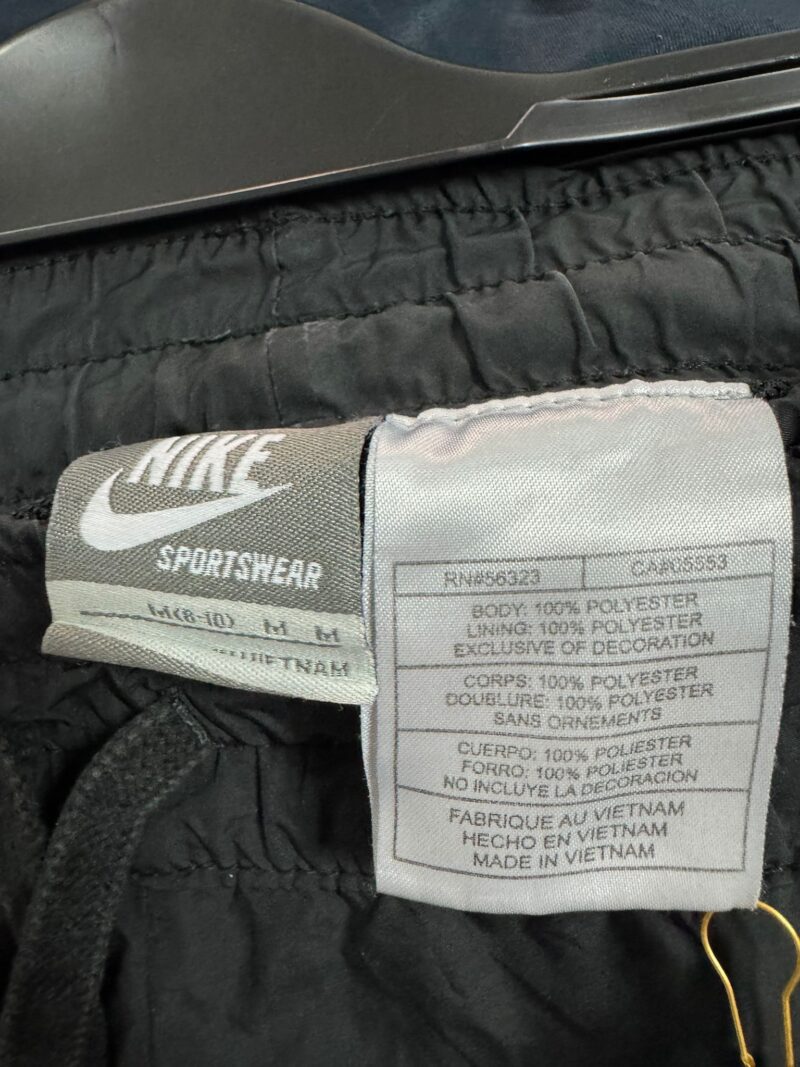 NIKE
SPORTSWEAR
M(8-10) M M
VIETNAM
RN#56323 CA#05553
BODY: 100% POLYESTER
LINING: 100% POLYESTER
EXCLUSIVE OF DECORATION
CORPS: 100% POLYESTER
DOUBLURE: 100% POLYESTER
SANS ORNEMENTS
CUERPO: 100% POLIESTER
FORRO: 100% POLIESTER
NO INCLUYE LA DECORACION
FABRIQUE AU VIETNAM
HECHO EN VIETNAM
MADE IN VIETNAM